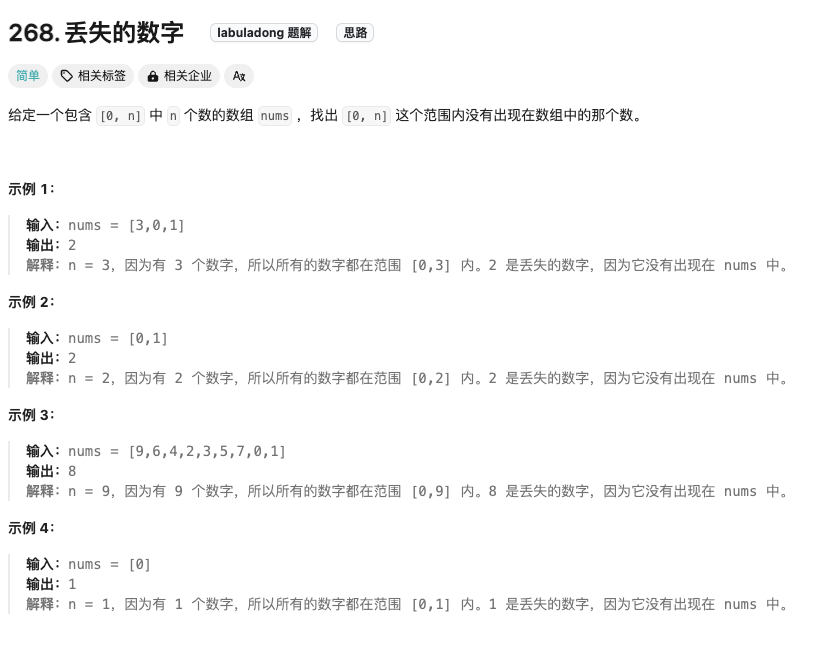 268. 丢失的数字 labuladong 题解 思路
简单 相关标签 相关企业 Aӿ
给定一个包含 [0, n] 中 n 个数的数组 nums ，找出 [0, n] 这个范围内没有出现在数组中的那个数。
示例 1：
输入：nums = [3,0,1]
输出：2
解释：n = 3，因为有 3 个数字，所以所有的数字都在范围 [0,3] 内。2 是丢失的数字，因为它没有出现在 nums 中。
示例 2：
输入：nums = [0,1]
输出：2
解释：n = 2，因为有 2 个数字，所以所有的数字都在范围 [0,2] 内。2 是丢失的数字，因为它没有出现在 nums 中。
示例 3：
输入：nums = [9,6,4,2,3,5,7,0,1]
输出：8
解释：n = 9，因为有 9 个数字，所以所有的数字都在范围 [0,9] 内。8 是丢失的数字，因为它没有出现在 nums 中。
示例 4：
输入：nums = [0]
输出：1
解释：n = 1，因为有 1 个数字，所以所有的数字都在范围 [0,1] 内。1 是丢失的数字，因为它没有出现在 nums 中。